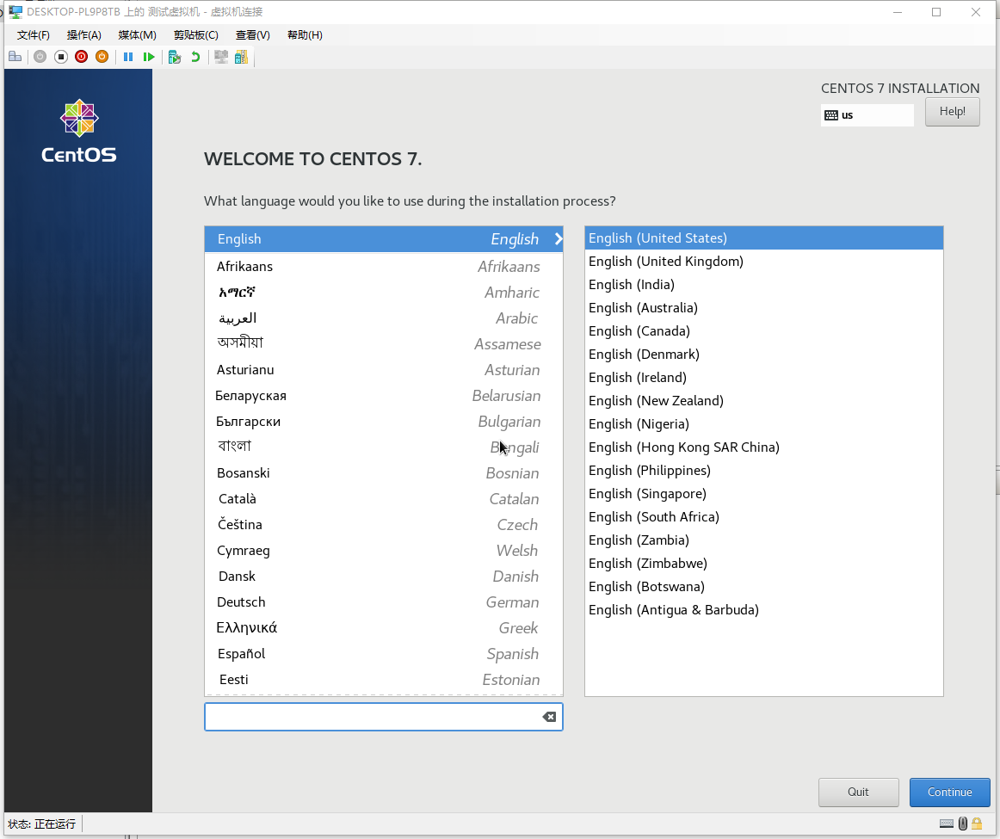 DESKTOP-PL9P8TB 上的 测试虚拟机 - 虚拟机连接
文件(F) 操作(A) 媒体(M) 剪贴板(C) 查看(V) 帮助(H)
CentOS
CENTOS 7 INSTALLATION
us
Help!
WELCOME TO CENTOS 7.
What language would you like to use during the installation process?
English English
Afrikaans Afrikaans
አማርኛ Amharic
العربية Arabic
অসমীয়া Assamese
Asturianu Asturian
Беларуская Belarusian
Български Bulgarian
বাংলা Bengali
Bosanski Bosnian
Català Catalan
Čeština Czech
Cymraeg Welsh
Dansk Danish
Deutsch German
Ελληνικά Greek
Español Spanish
Eesti Estonian
English (United States)
English (United Kingdom)
English (India)
English (Australia)
English (Canada)
English (Denmark)
English (Ireland)
English (New Zealand)
English (Nigeria)
English (Hong Kong SAR China)
English (Philippines)
English (Singapore)
English (South Africa)
English (Zambia)
English (Zimbabwe)
English (Botswana)
English (Antigua & Barbuda)
Quit
Continue
状态: 正在运行